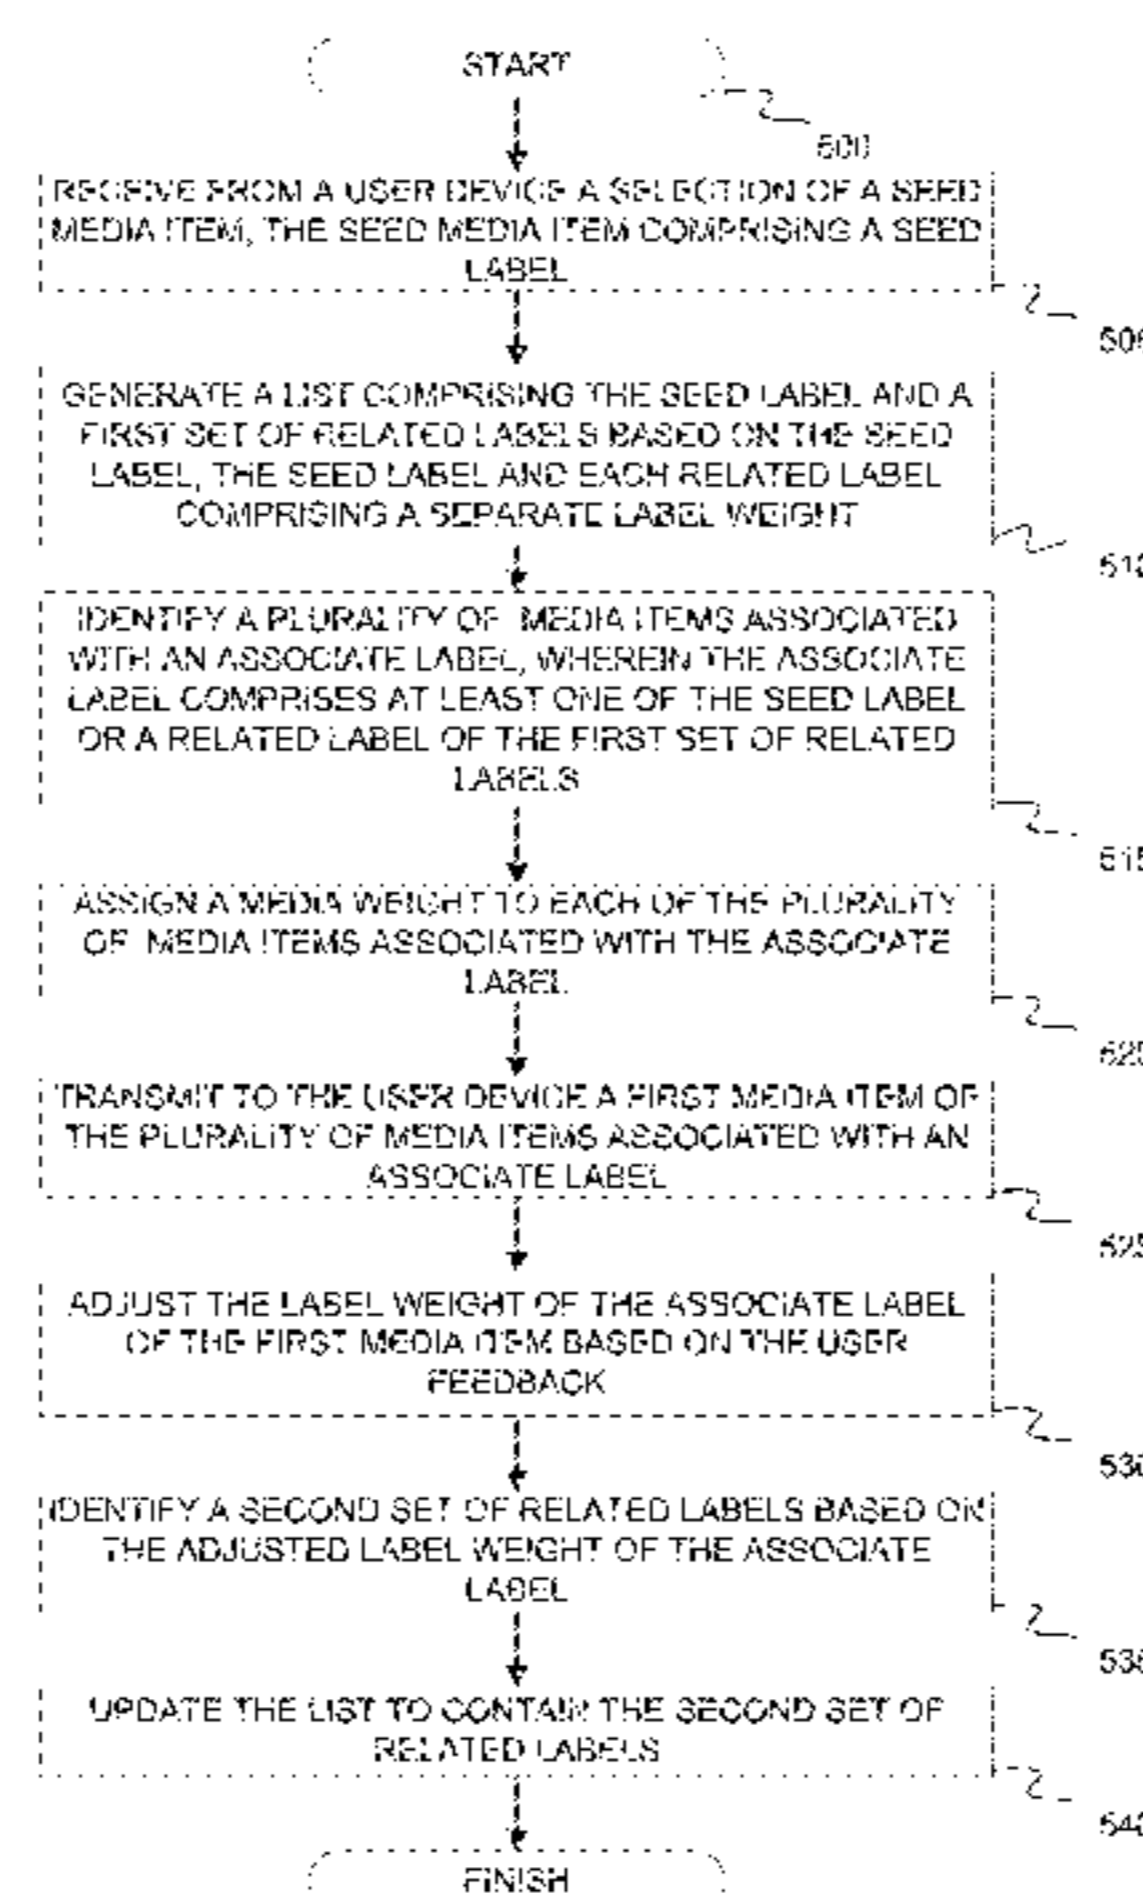 START
500
RECEIVE FROM A USER DEVICE A SELECTION OF A SEED
MEDIA ITEM, THE SEED MEDIA ITEM COMPRISING A SEED
LABEL
GENERATE A LIST COMPRISING THE SEED LABEL AND A
FIRST SET OF RELATED LABELS BASED ON THE SEED
LABEL, THE SEED LABEL AND EACH RELATED LABEL
COMPRISING A SEPARATE LABEL WEIGHT
IDENTIFY A PLURALITY OF MEDIA ITEMS ASSOCIATED
WITH AN ASSOCIATE LABEL, WHEREIN THE ASSOCIATE
LABEL COMPRISES AT LEAST ONE OF THE SEED LABEL
OR A RELATED LABEL OF THE FIRST SET OF RELATED
LABELS
ASSIGN A MEDIA WEIGHT TO EACH OF THE PLURALITY
OF MEDIA ITEMS ASSOCIATED WITH THE ASSOCIATE
LABEL
TRANSMIT TO THE USER DEVICE A FIRST MEDIA ITEM OF
THE PLURALITY OF MEDIA ITEMS ASSOCIATED WITH AN
ASSOCIATE LABEL
ADJUST THE LABEL WEIGHT OF THE ASSOCIATE LABEL
OF THE FIRST MEDIA ITEM BASED ON THE USER
FEEDBACK
IDENTIFY A SECOND SET OF RELATED LABELS BASED ON
THE ADJUSTED LABEL WEIGHT OF THE ASSOCIATE
LABEL
UPDATE THE LIST TO CONTAIN THE SECOND SET OF
RELATED LABELS
FINISH